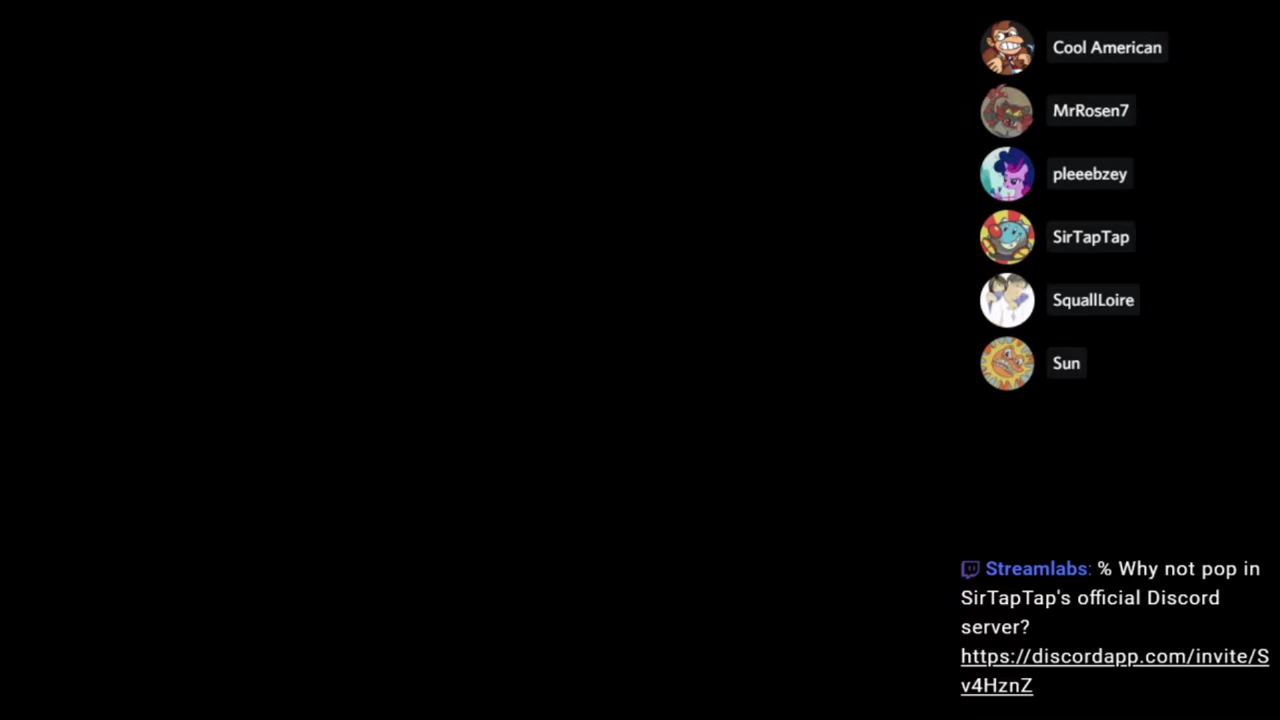 Cool American
MrRosen7
pleeebzey
SirTapTap
SquallLoire
Sun
Streamlabs: % Why not pop in
SirTapTap's official Discord
server?
https://discordapp.com/invite/S
v4HznZ